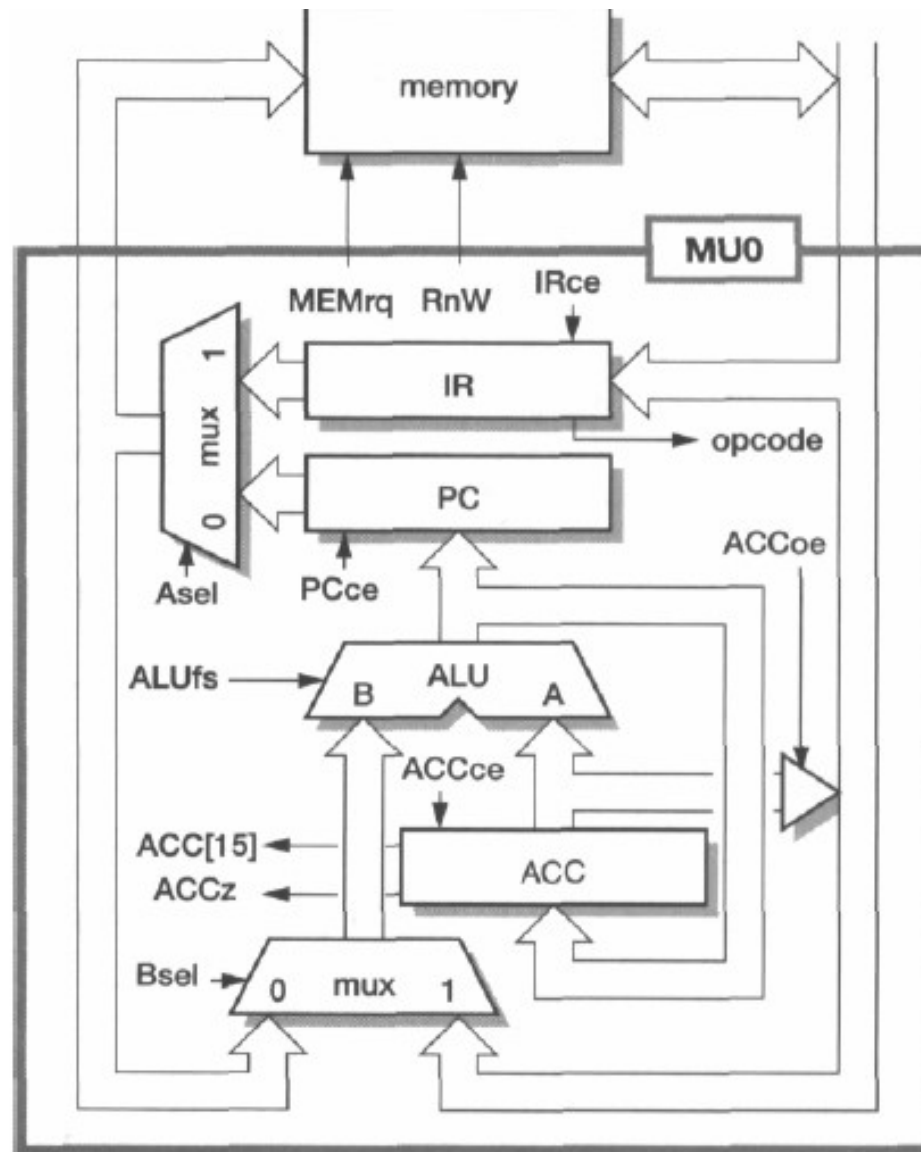 memory
MU0
MEMrq RnW IRce
1
mux
0
IR
opcode
PC
Asel
PCce
ACCoe
ALUfs
ALU
B
A
ACCce
ACC[15]
ACCz
ACC
Bsel
0 mux 1